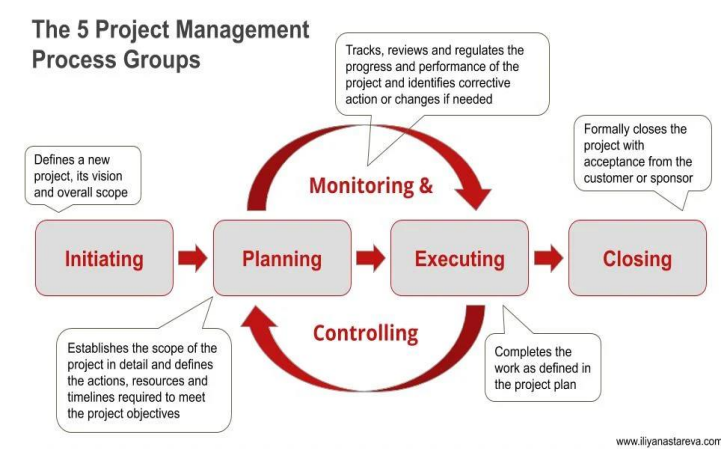 The 5 Project Management
Process Groups
Tracks, reviews and regulates the
progress and performance of the
project and identifies corrective
action or changes if needed
Formally closes the
project with
acceptance from the
customer or sponsor
Defines a new
project, its vision
and overall scope
Monitoring &
Initiating
Planning
Executing
Closing
Controlling
Establishes the scope of the
project in detail and defines
the actions, resources and
timelines required to meet
the project objectives
Completes the
work as defined in
the project plan
www.iliyanastareva.com